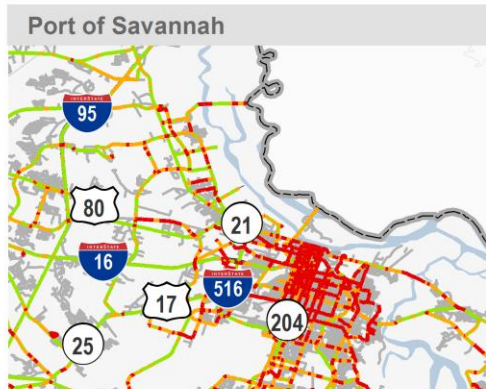 Port of Savannah
INTERSTATE
95
80
21
INTERSTATE
16
INTERSTATE
516
17
204
25